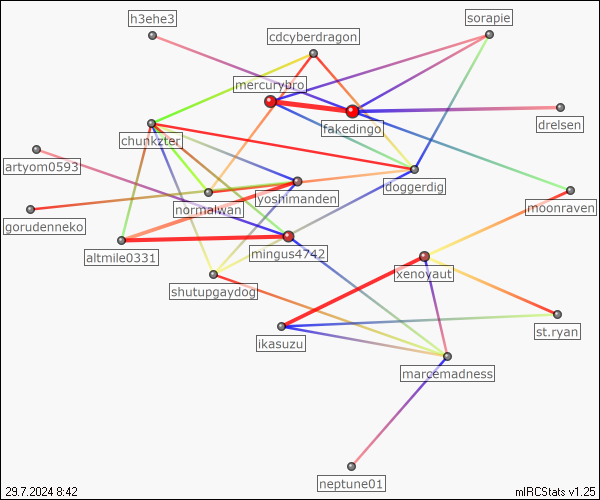 h3ehe3
sorapie
cdcyberdragon
mercurybro
fakedingo
drelsen
chunkzter
artyom0593
doggerdig
yoshimanden
normalwan
moonraven
gorudenneko
altmile0331
mingus4742
xenoyaut
shutupgaydog
st.ryan
ikasuzu
marcemadness
neptune01
29.7.2024 8:42
mIRCStats v1.25